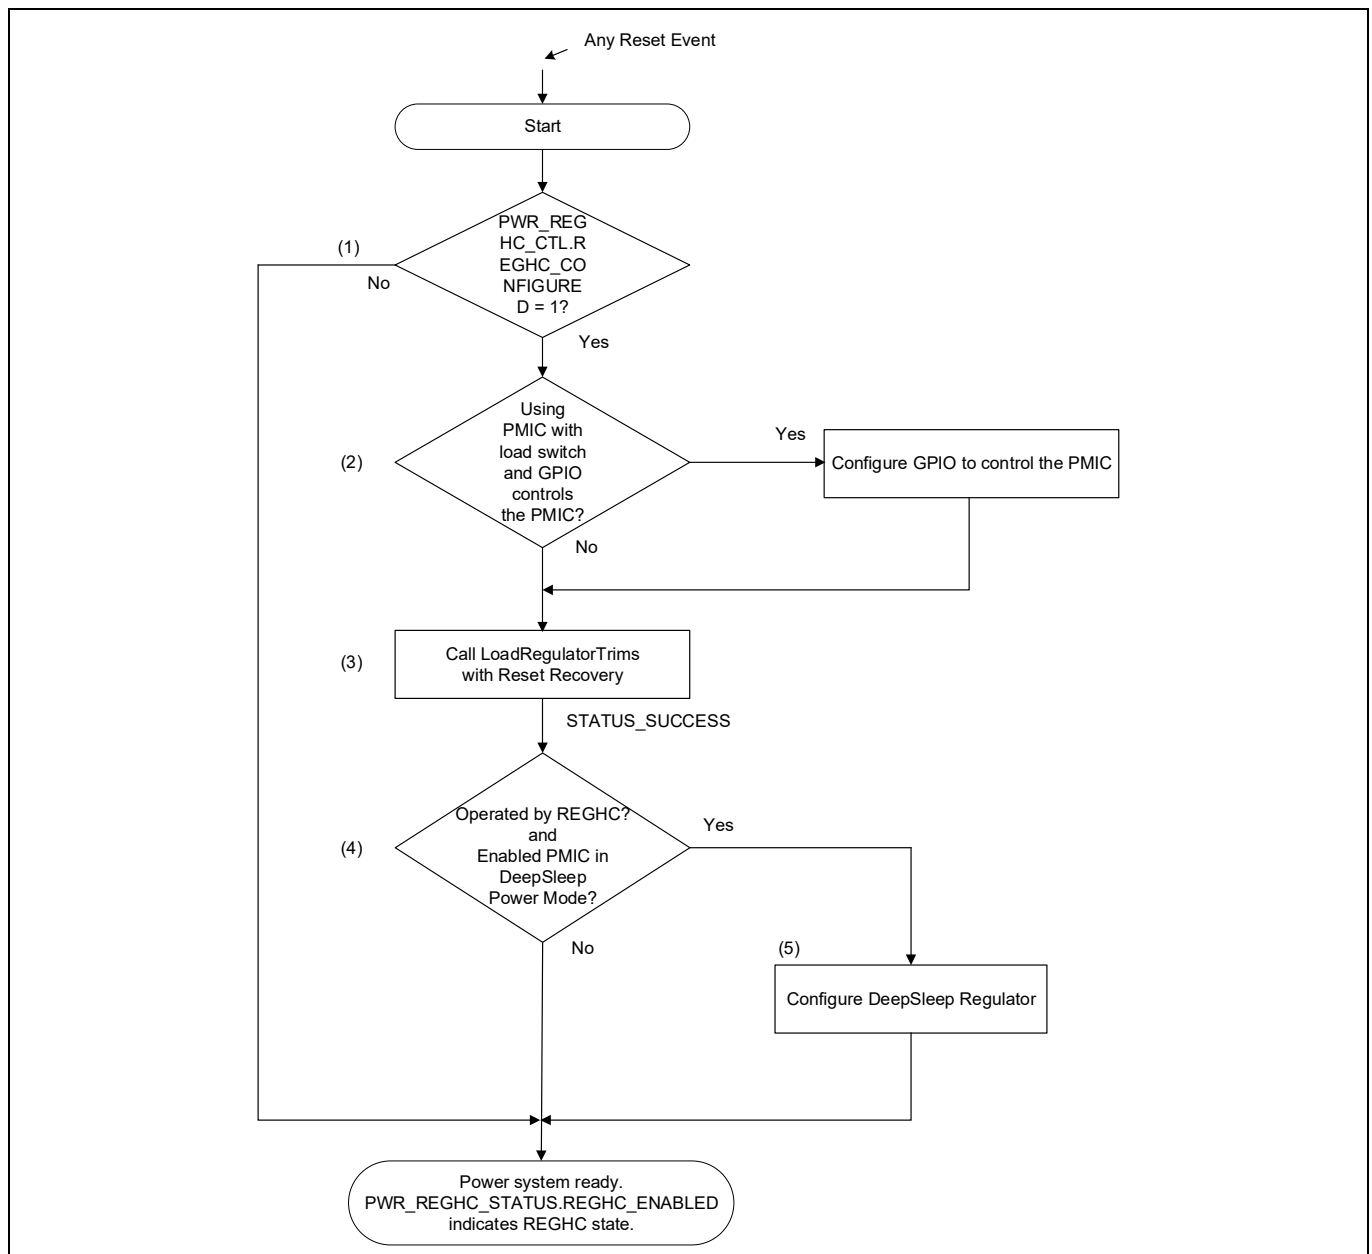 Any Reset Event
Start
(1)
No
PWR_REG
HC_CTL.R
EGHC_CO
NFIGURE
D = 1?
Yes
(2)
Using
PMIC with
load switch
and GPIO
controls
the PMIC?
Yes
Configure GPIO to control the PMIC
No
(3)
Call LoadRegulatorTrims
with Reset Recovery
STATUS_SUCCESS
(4)
Operated by REGHC?
and
Enabled PMIC in
DeepSleep
Power Mode?
Yes
No
(5)
Configure DeepSleep Regulator
Power system ready.
PWR_REGHC_STATUS.REGHC_ENABLED
indicates REGHC state.